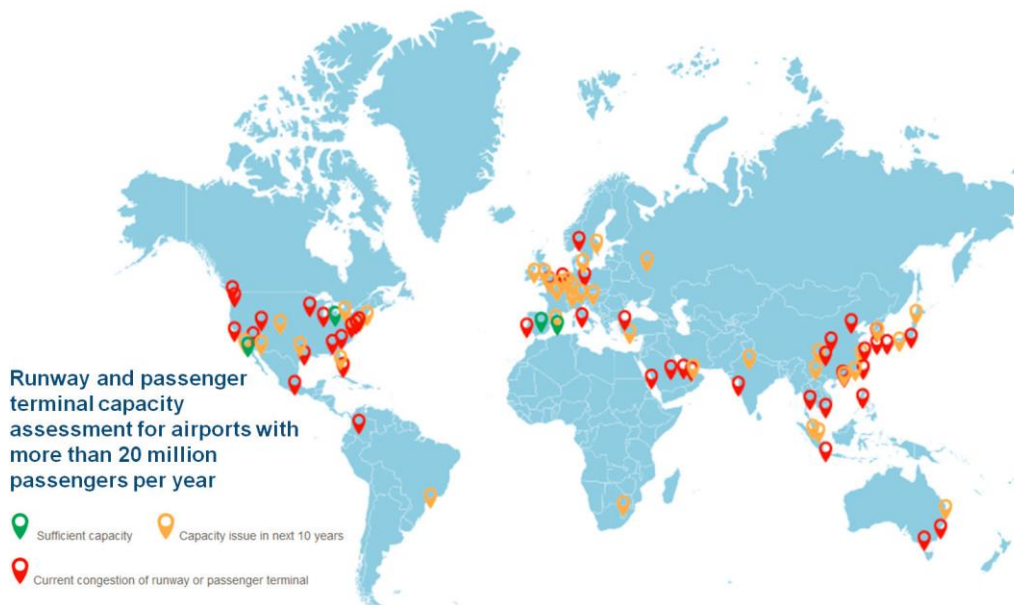 Runway and passenger
terminal capacity
assessment for airports with
more than 20 million
passengers per year
Sufficient capacity
Capacity issue in next 10 years
Current congestion of runway or passenger terminal